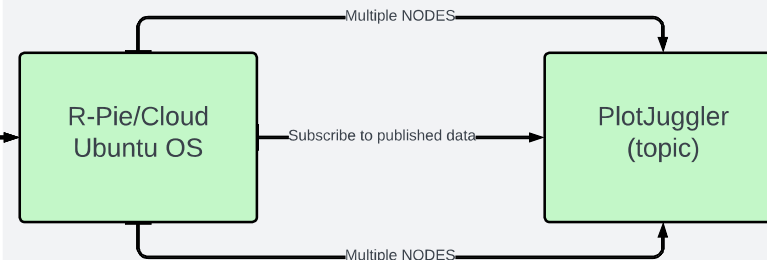 Multiple NODES
R-Pie/Cloud
Ubuntu OS
Subscribe to published data
PlotJuggler
(topic)
Multiple NODES